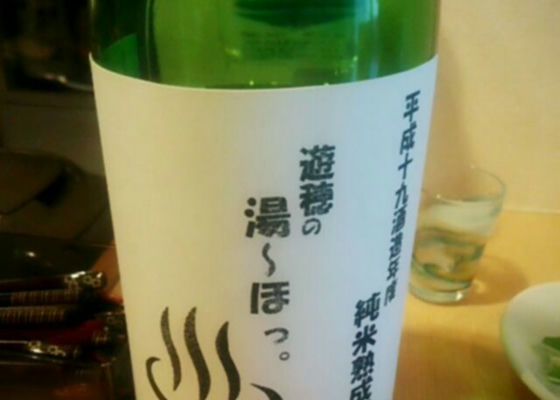 平成十九酒造年度
純米熟成
遊穂の
湯〜ほっ。